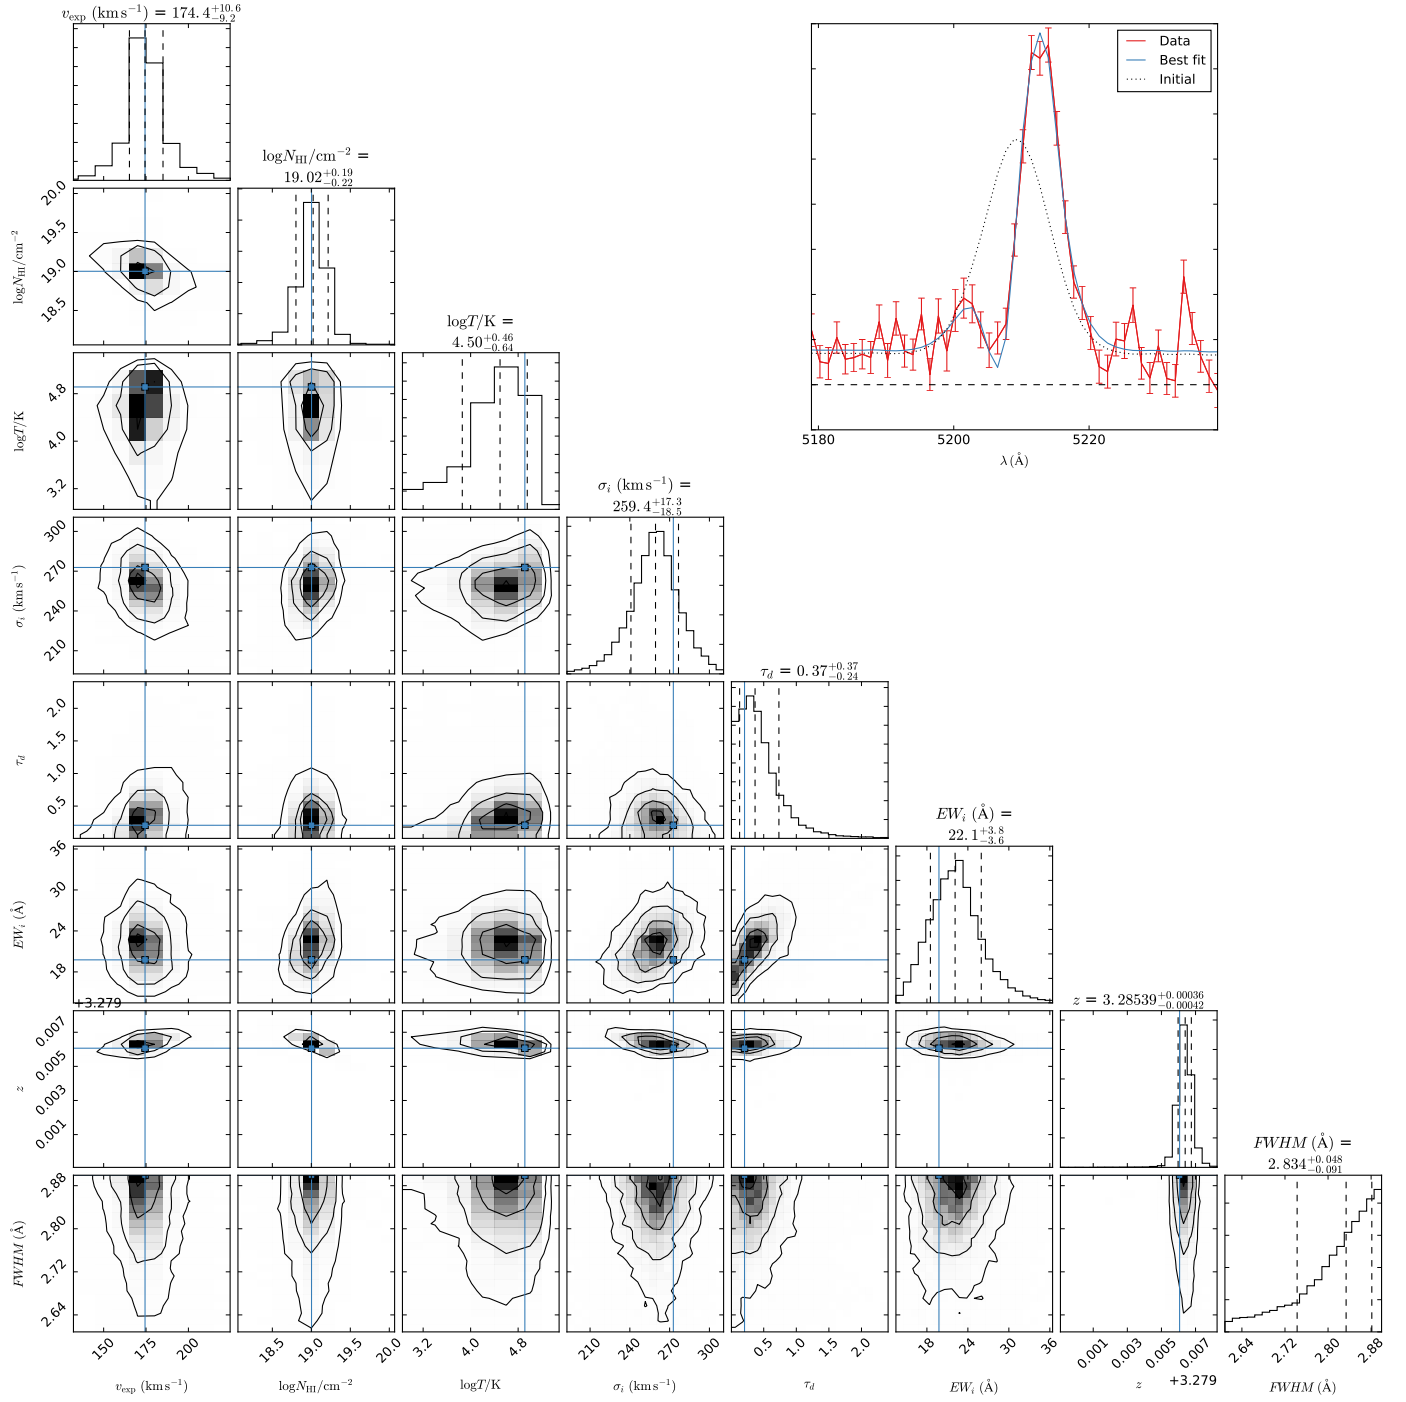 v_exp (km s⁻¹) = 174.4 +10.6 −9.2
Data
Best fit
Initial
5180 5200 5220
λ (Å)
log N_HI/cm⁻² =
19.02 +0.19 −0.22
20.0
19.5
19.0
18.5
log N_HI/cm⁻²
log T/K =
4.50 +0.46 −0.64
4.8
4.0
3.2
log T/K
σ_i (km s⁻¹) =
259.4 +17.3 −18.5
300
270
240
210
σ_i (km s⁻¹)
τ_d = 0.37 +0.37 −0.24
2.0
1.5
1.0
0.5
τ_d
EW_i (Å) =
22.1 +3.8 −3.6
36
30
24
18
EW_i (Å)
+3.279
z = 3.28539 +0.00036 −0.00042
0.007
0.005
0.003
0.001
z
FWHM (Å) =
2.834 +0.048 −0.091
2.88
2.80
2.72
2.64
FWHM (Å)
150 175 200
18.5 19.0 19.5 20.0
3.2 4.0 4.8
210 240 270 300
0.5 1.0 1.5 2.0
18 24 30 36
0.001 0.003 0.005 0.007
2.64 2.72 2.80 2.88
+3.279
v_exp (km s⁻¹) log N_HI/cm⁻² log T/K σ_i (km s⁻¹) τ_d EW_i (Å) z FWHM (Å)